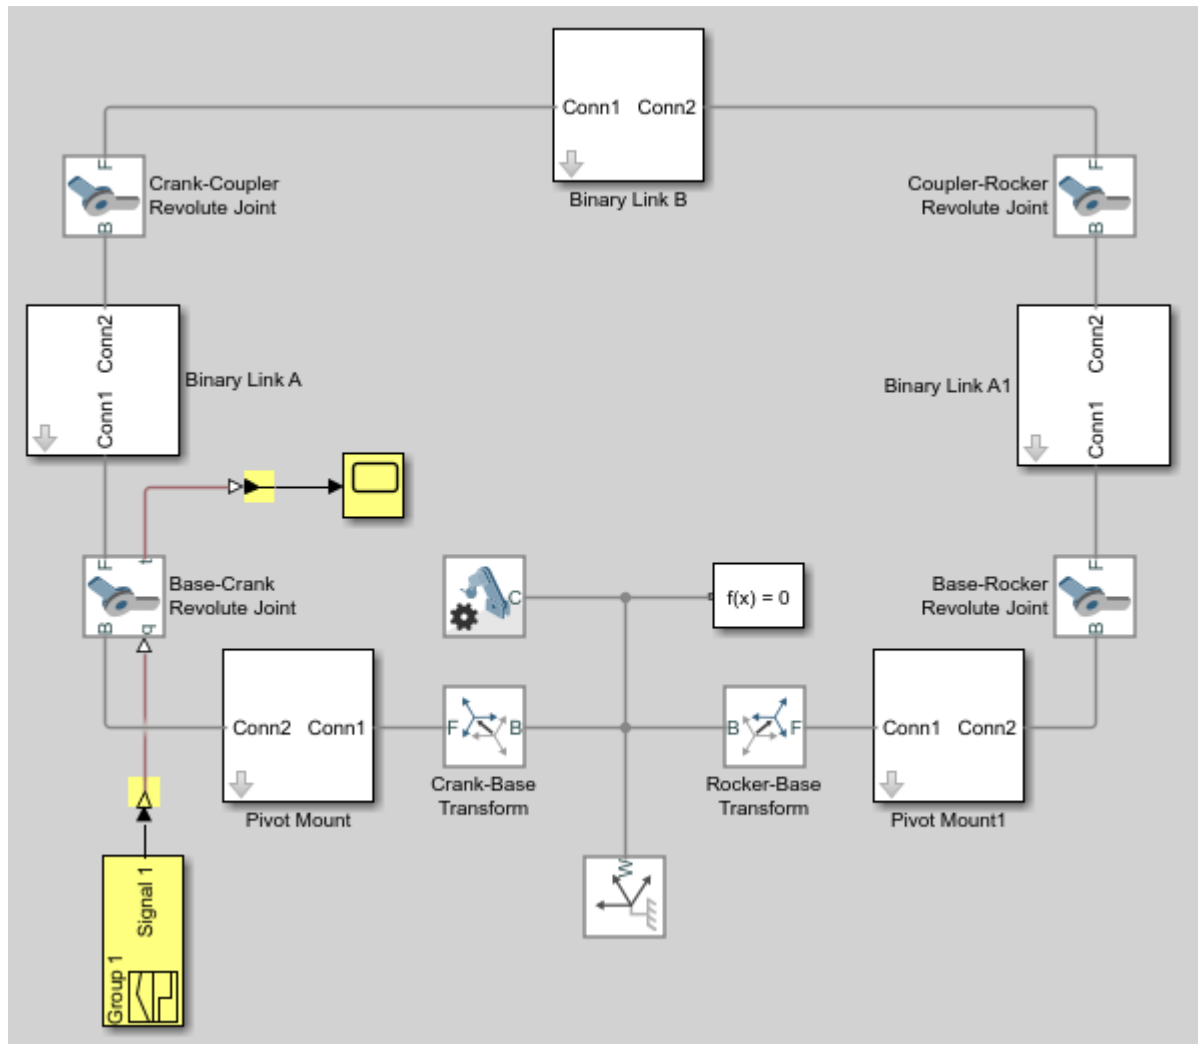 Conn1 Conn2
Binary Link B
F
Crank-Coupler
Revolute Joint
B
Coupler-Rocker
Revolute Joint
F
B
Conn2
Conn1
Binary Link A
Binary Link A1
Conn2
Conn1
F
t
Base-Crank
Revolute Joint
B
q
C
f(x) = 0
Base-Rocker
Revolute Joint
F
B
Conn2 Conn1
Pivot Mount
F B
Crank-Base
Transform
B F
Rocker-Base
Transform
Conn1 Conn2
Pivot Mount1
W
Signal 1
Group 1